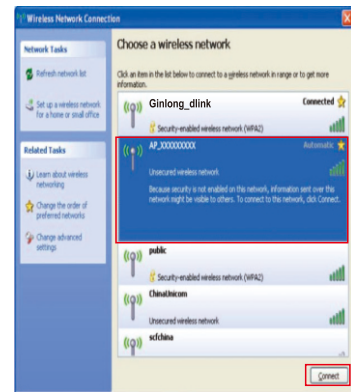 Wireless Network Connection
Network Tasks
Refresh network list
Set up a wireless network
for a home or small office
Related Tasks
Learn about wireless
networking
Change the order of
preferred networks
Change advanced
settings
Choose a wireless network
Click an item in the list below to connect to a wireless network in range or to get more
information.
Ginlong_dlink
Connected
Security-enabled wireless network (WPA2)
AP_XXXXXXXXXX
Automatic
Unsecured wireless network
Because security is not enabled on this network, information sent over this
network might be visible to others. To connect to this network, click Connect.
public
Security-enabled wireless network (WPA2)
ChinaUnicom
Unsecured wireless network
scfchina
Connect